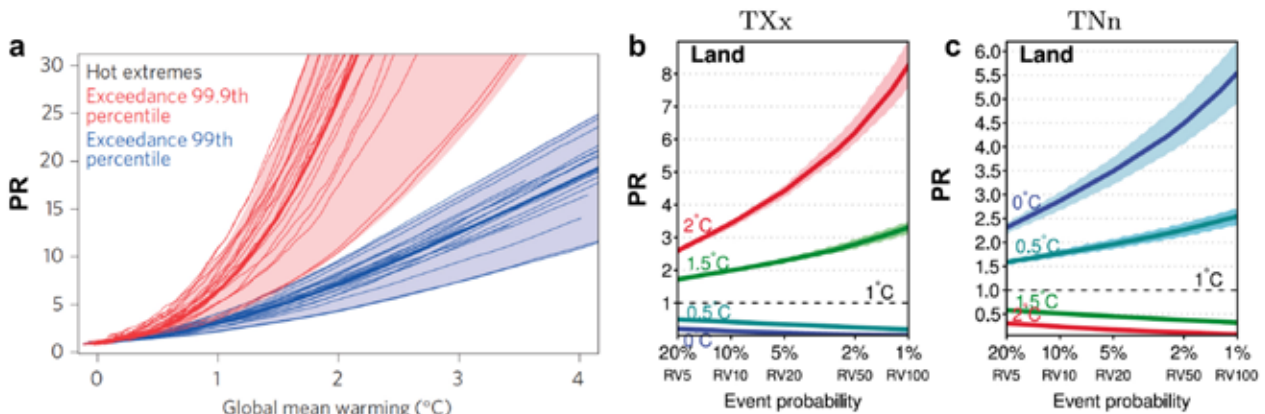 a
PR
30
25
20
15
10
5
0
Hot extremes
Exceedance 99.9th
percentile
Exceedance 99th
percentile
0 1 2 3 4
Global mean warming (°C)
TXx
b
Land
PR
8
7
6
5
4
3
2
1
2°C
1.5°C
1°C
0.5°C
0°C
20% 10% 5% 2% 1%
RV5 RV10 RV20 RV50 RV100
Event probability
TNn
c
Land
PR
6.0
5.5
5.0
4.5
4.0
3.5
3.0
2.5
2.0
1.5
1.0
0.5
0°C
0.5°C
1°C
1.5°C
2°C
20% 10% 5% 2% 1%
RV5 RV10 RV20 RV50 RV100
Event probability